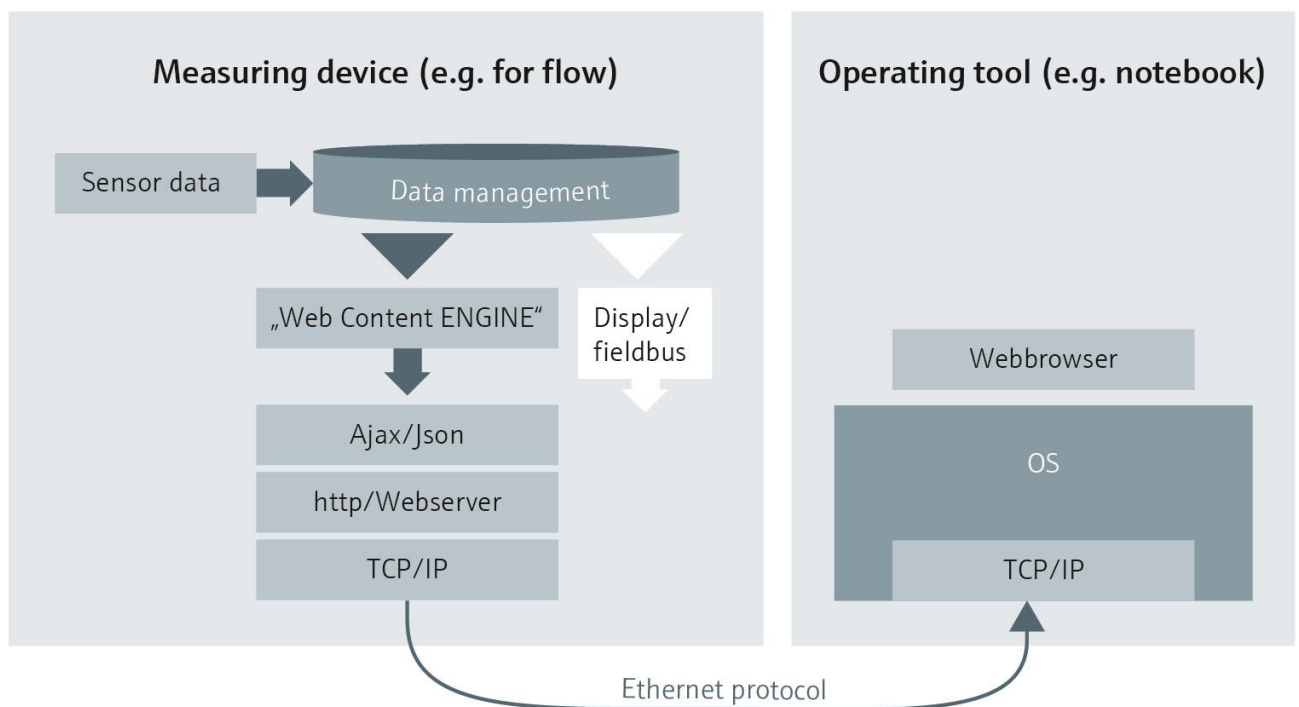 Measuring device (e.g. for flow)
Sensor data
Data management
„Web Content ENGINE“
Display/
fieldbus
Ajax/Json
http/Webserver
TCP/IP
Operating tool (e.g. notebook)
Webbrowser
OS
TCP/IP
Ethernet protocol